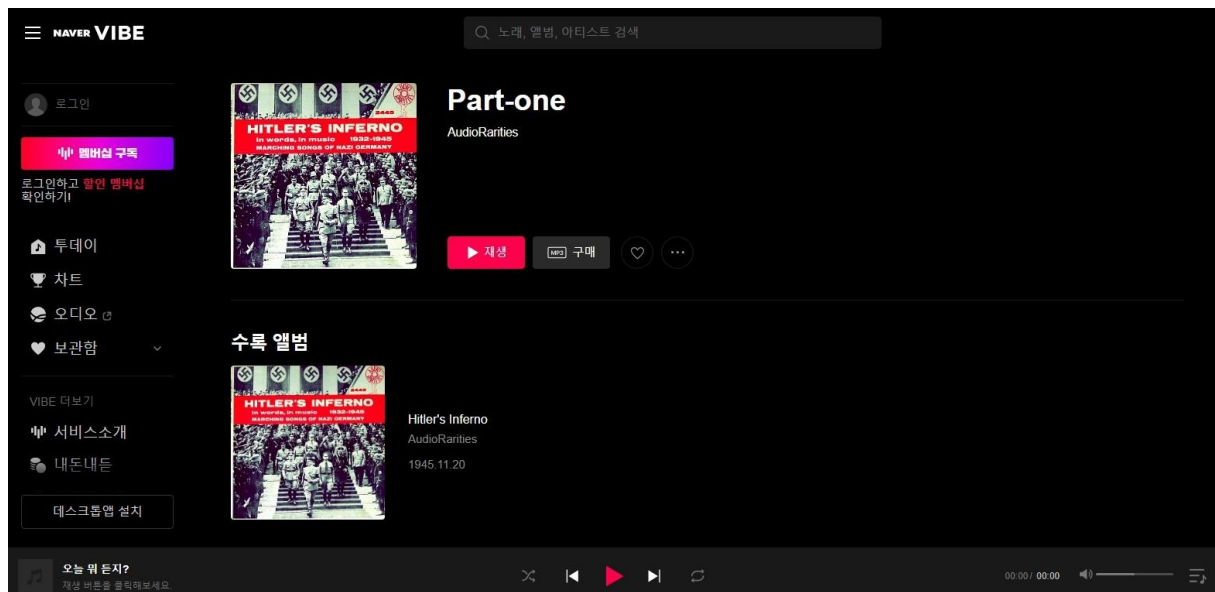 NAVER VIBE
노래, 앨범, 아티스트 검색
로그인
멤버십 구독
로그인하고 할인 멤버십
확인하기!
투데이
차트
오디오
보관함
VIBE 더보기
서비스소개
내돈내듣
데스크톱앱 설치
2445
HITLER'S INFERNO
in words, in music 1932-1945
MARCHING SONGS OF NAZI GERMANY
Part-one
AudioRarities
재생
MP3 구매
수록 앨범
2445
HITLER'S INFERNO
in words, in music 1932-1945
MARCHING SONGS OF NAZI GERMANY
Hitler's Inferno
AudioRarities
1945.11.20
오늘 뭐 듣지?
재생 버튼을 클릭해보세요.
00:00 / 00:00